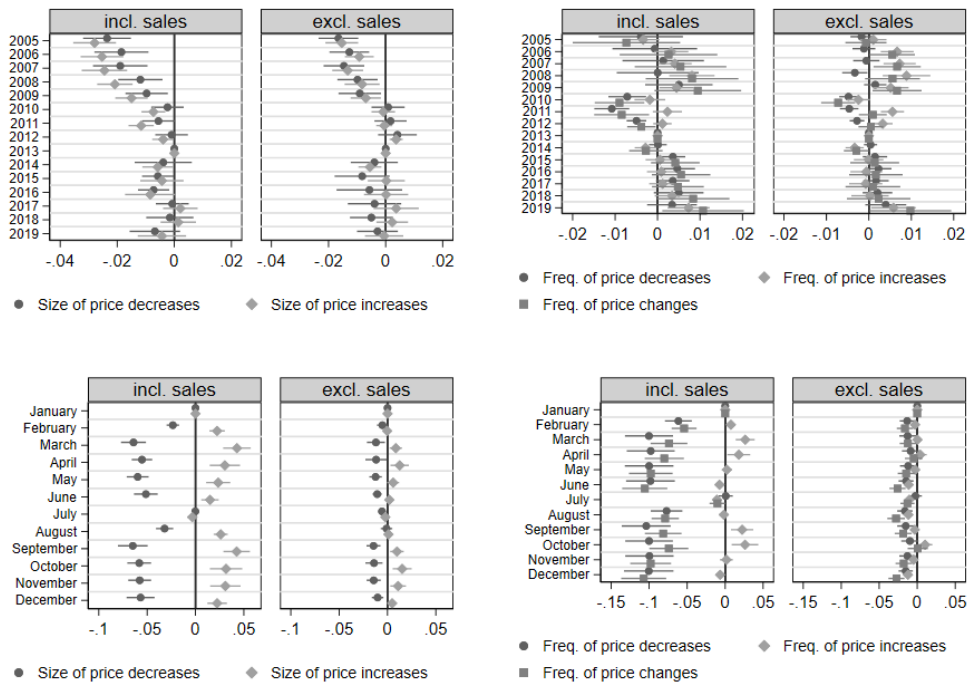 incl. sales
excl. sales
2005
2006
2007
2008
2009
2010
2011
2012
2013
2014
2015
2016
2017
2018
2019
-.04 -.02 0 .02
-.04 -.02 0 .02
Size of price decreases
Size of price increases
incl. sales
excl. sales
2005
2006
2007
2008
2009
2010
2011
2012
2013
2014
2015
2016
2017
2018
2019
-.02 -.01 0 .01 .02
-.02 -.01 0 .01 .02
Freq. of price decreases
Freq. of price increases
Freq. of price changes
incl. sales
excl. sales
January
February
March
April
May
June
July
August
September
October
November
December
-.1 -.05 0 .05
-.1 -.05 0 .05
Size of price decreases
Size of price increases
incl. sales
excl. sales
January
February
March
April
May
June
July
August
September
October
November
December
-.15 -.1 -.05 0 .05
-.15 -.1 -.05 0 .05
Freq. of price decreases
Freq. of price increases
Freq. of price changes